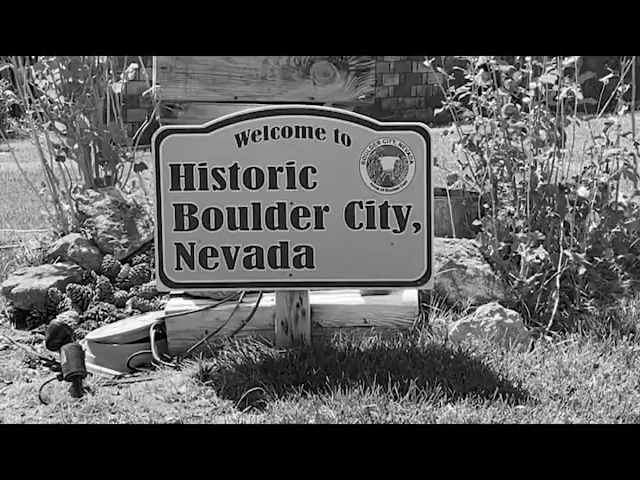 Welcome to
Historic
Boulder City,
Nevada
BOULDER CITY, NEVADA